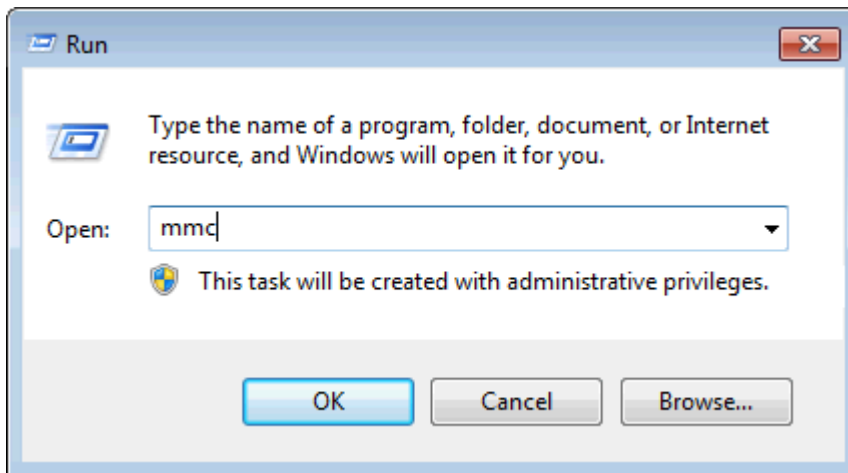 Run
Type the name of a program, folder, document, or Internet
resource, and Windows will open it for you.
Open: mmc
This task will be created with administrative privileges.
OK Cancel Browse...